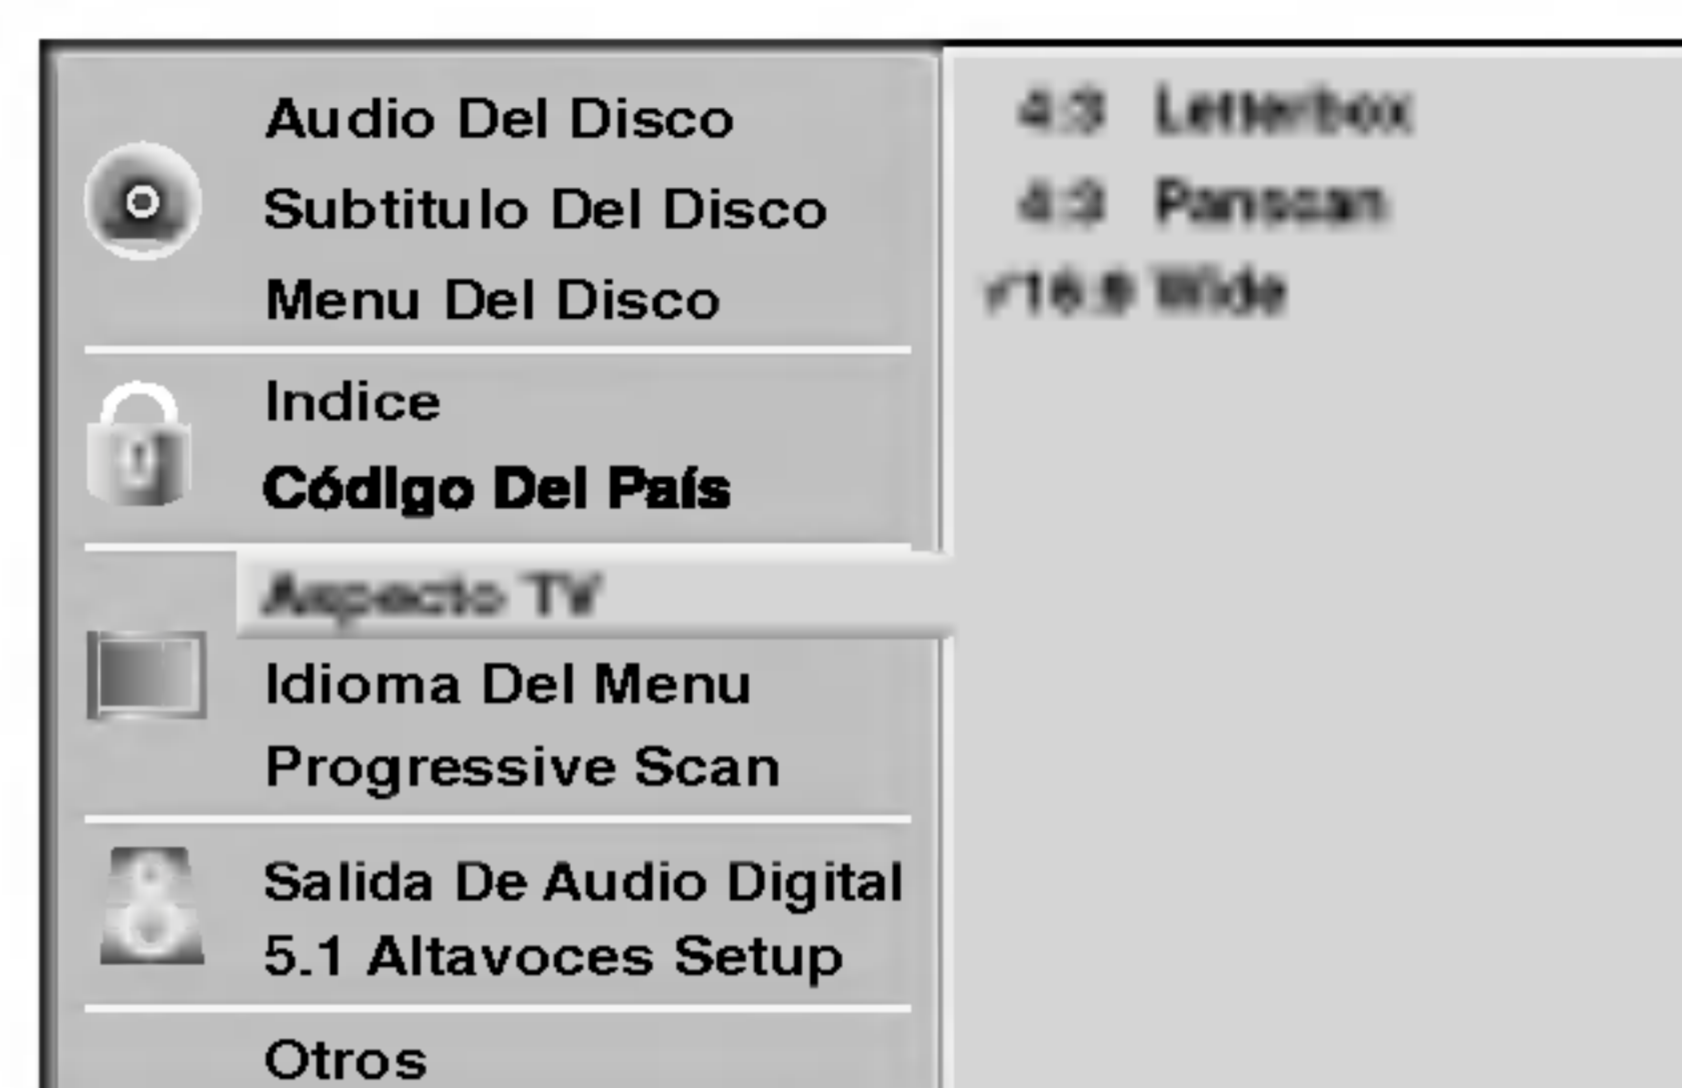 Audio Del Disco
Subtitulo Del Disco
Menu Del Disco
Indice
Código Del País
Aspecto TV
Idioma Del Menu
Progressive Scan
Salida De Audio Digital
5.1 Altavoces Setup
Otros
4:3 Letterbox
4:3 Panscan
√16:9 Wide